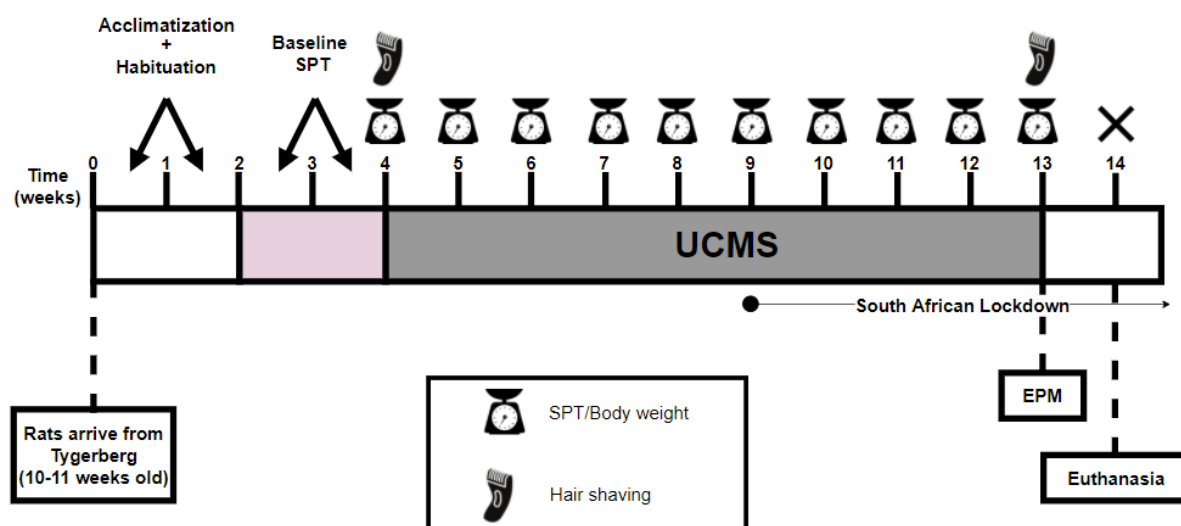 Acclimatization
+
Habituation
Baseline
SPT
Time
(weeks)
0 1 2 3 4 5 6 7 8 9 10 11 12 13 14
UCMS
South African Lockdown
Rats arrive from
Tygerberg
(10-11 weeks old)
SPT/Body weight
Hair shaving
EPM
Euthanasia